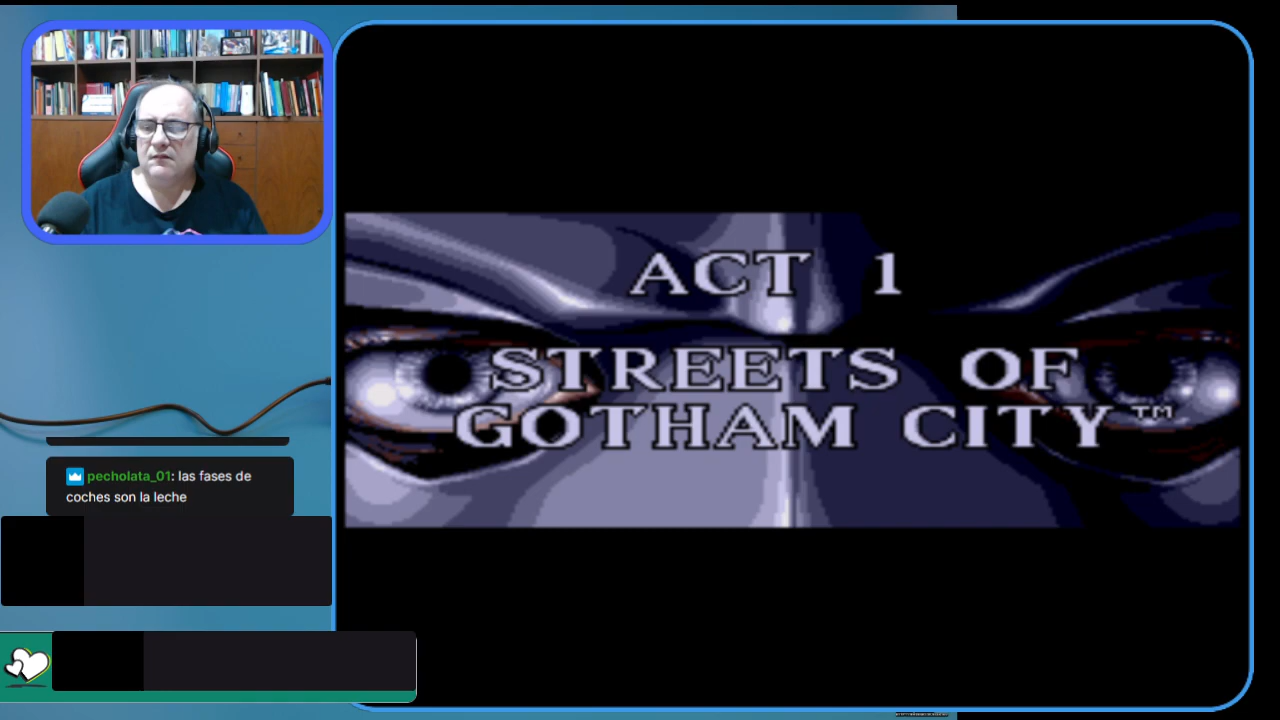 ACT 1
STREETS OF
GOTHAM CITY™
pecholata_01: las fases de
coches son la leche